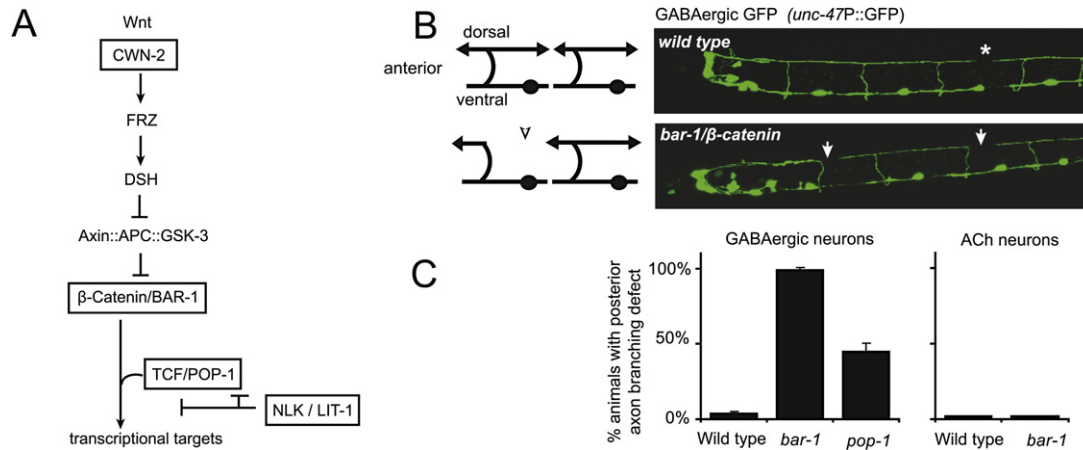 A
Wnt
CWN-2
FRZ
DSH
Axin::APC::GSK-3
β-Catenin/BAR-1
TCF/POP-1
NLK / LIT-1
transcriptional targets
B
GABAergic GFP (unc-47P::GFP)
dorsal
anterior
ventral
wild type
*
bar-1/β-catenin
C
GABAergic neurons
ACh neurons
% animals with posterior
axon branching defect
100%
50%
0%
Wild type bar-1 pop-1
Wild type bar-1